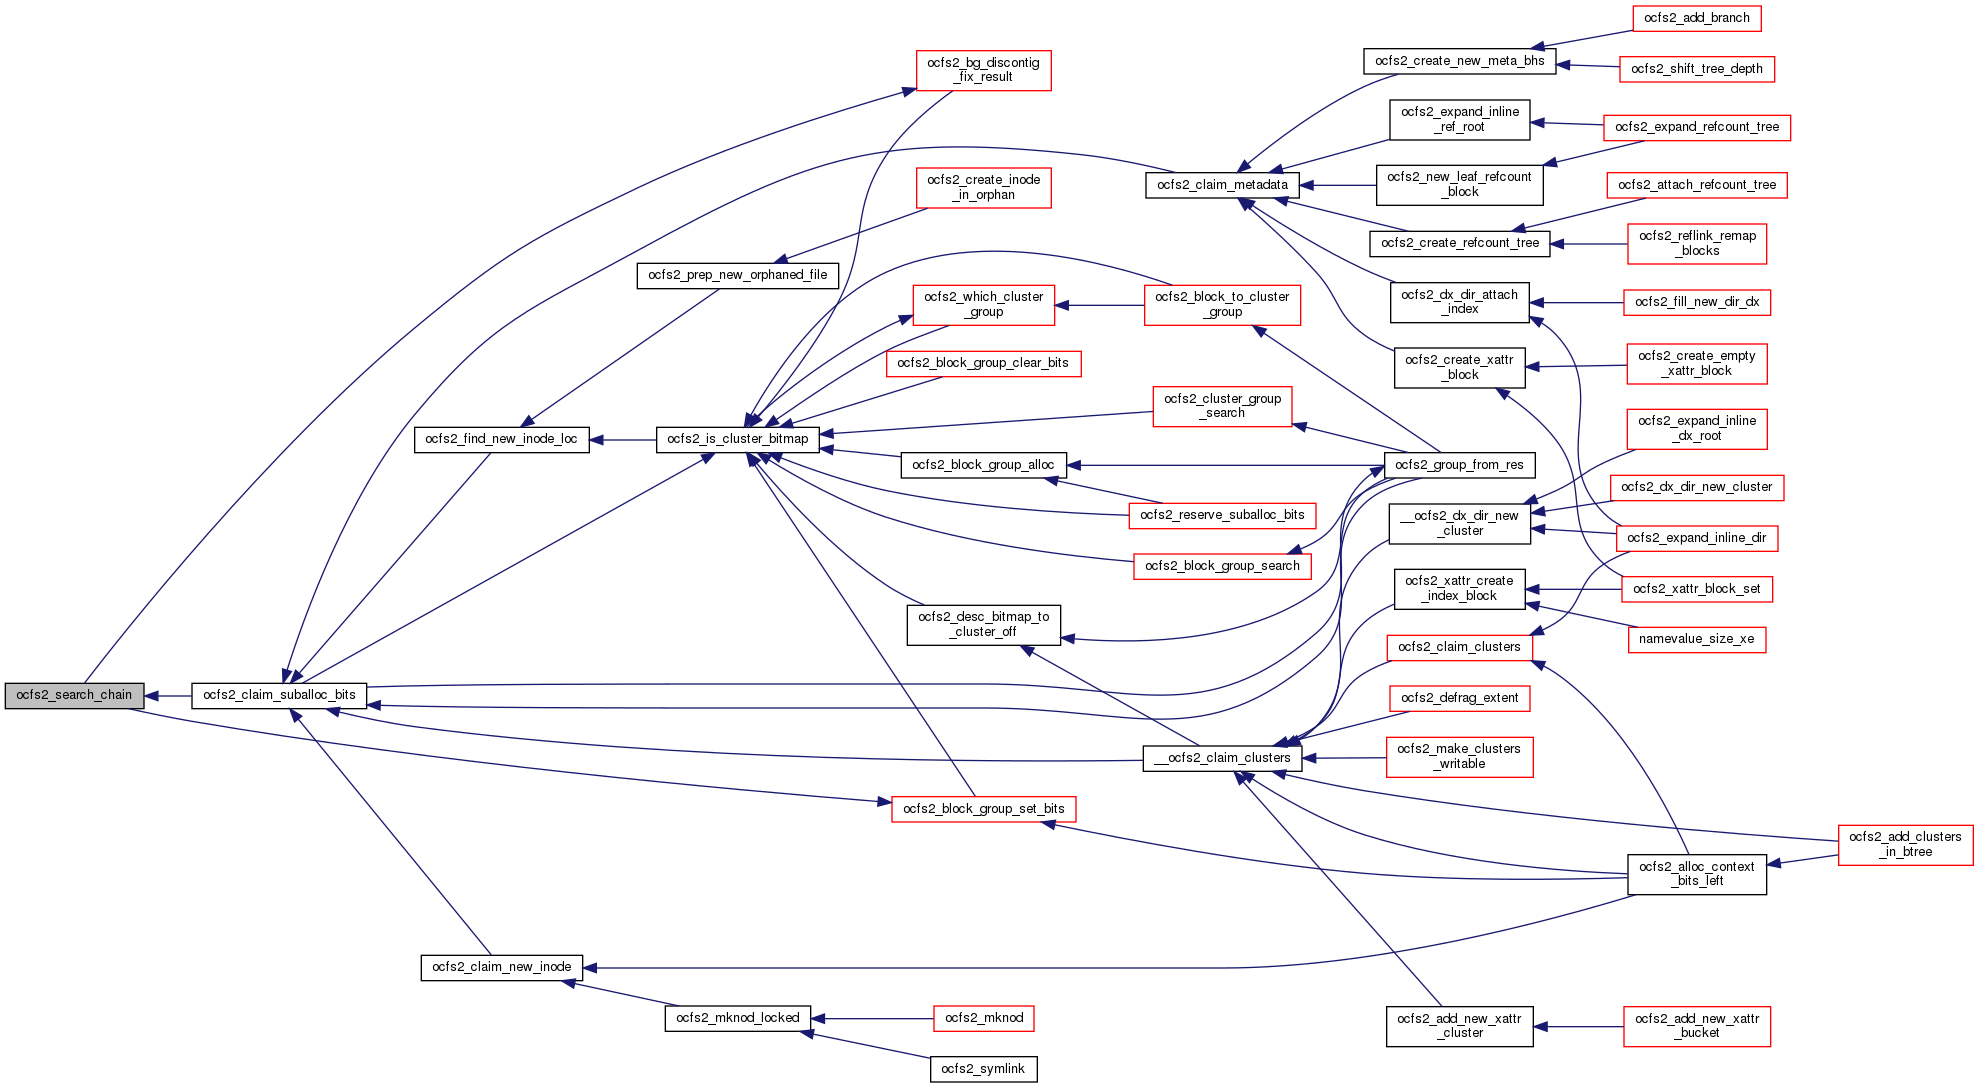 ocfs2_add_branch
ocfs2_create_new_meta_bhs
ocfs2_shift_tree_depth
ocfs2_bg_discontig
_fix_result
ocfs2_expand_inline
_ref_root
ocfs2_expand_refcount_tree
ocfs2_create_inode
_in_orphan
ocfs2_claim_metadata
ocfs2_new_leaf_refcount
_block
ocfs2_attach_refcount_tree
ocfs2_create_refcount_tree
ocfs2_reflink_remap
_blocks
ocfs2_prep_new_orphaned_file
ocfs2_which_cluster
_group
ocfs2_block_to_cluster
_group
ocfs2_dx_dir_attach
_index
ocfs2_fill_new_dir_dx
ocfs2_block_group_clear_bits
ocfs2_create_xattr
_block
ocfs2_create_empty
_xattr_block
ocfs2_cluster_group
_search
ocfs2_expand_inline
_dx_root
ocfs2_find_new_inode_loc
ocfs2_is_cluster_bitmap
ocfs2_block_group_alloc
ocfs2_group_from_res
ocfs2_dx_dir_new_cluster
ocfs2_reserve_suballoc_bits
__ocfs2_dx_dir_new
_cluster
ocfs2_expand_inline_dir
ocfs2_block_group_search
ocfs2_xattr_create
_index_block
ocfs2_xattr_block_set
ocfs2_desc_bitmap_to
_cluster_off
namevalue_size_xe
ocfs2_claim_clusters
ocfs2_search_chain
ocfs2_claim_suballoc_bits
ocfs2_defrag_extent
__ocfs2_claim_clusters
ocfs2_make_clusters
_writable
ocfs2_block_group_set_bits
ocfs2_add_clusters
_in_btree
ocfs2_alloc_context
_bits_left
ocfs2_claim_new_inode
ocfs2_mknod_locked
ocfs2_mknod
ocfs2_add_new_xattr
_cluster
ocfs2_add_new_xattr
_bucket
ocfs2_symlink